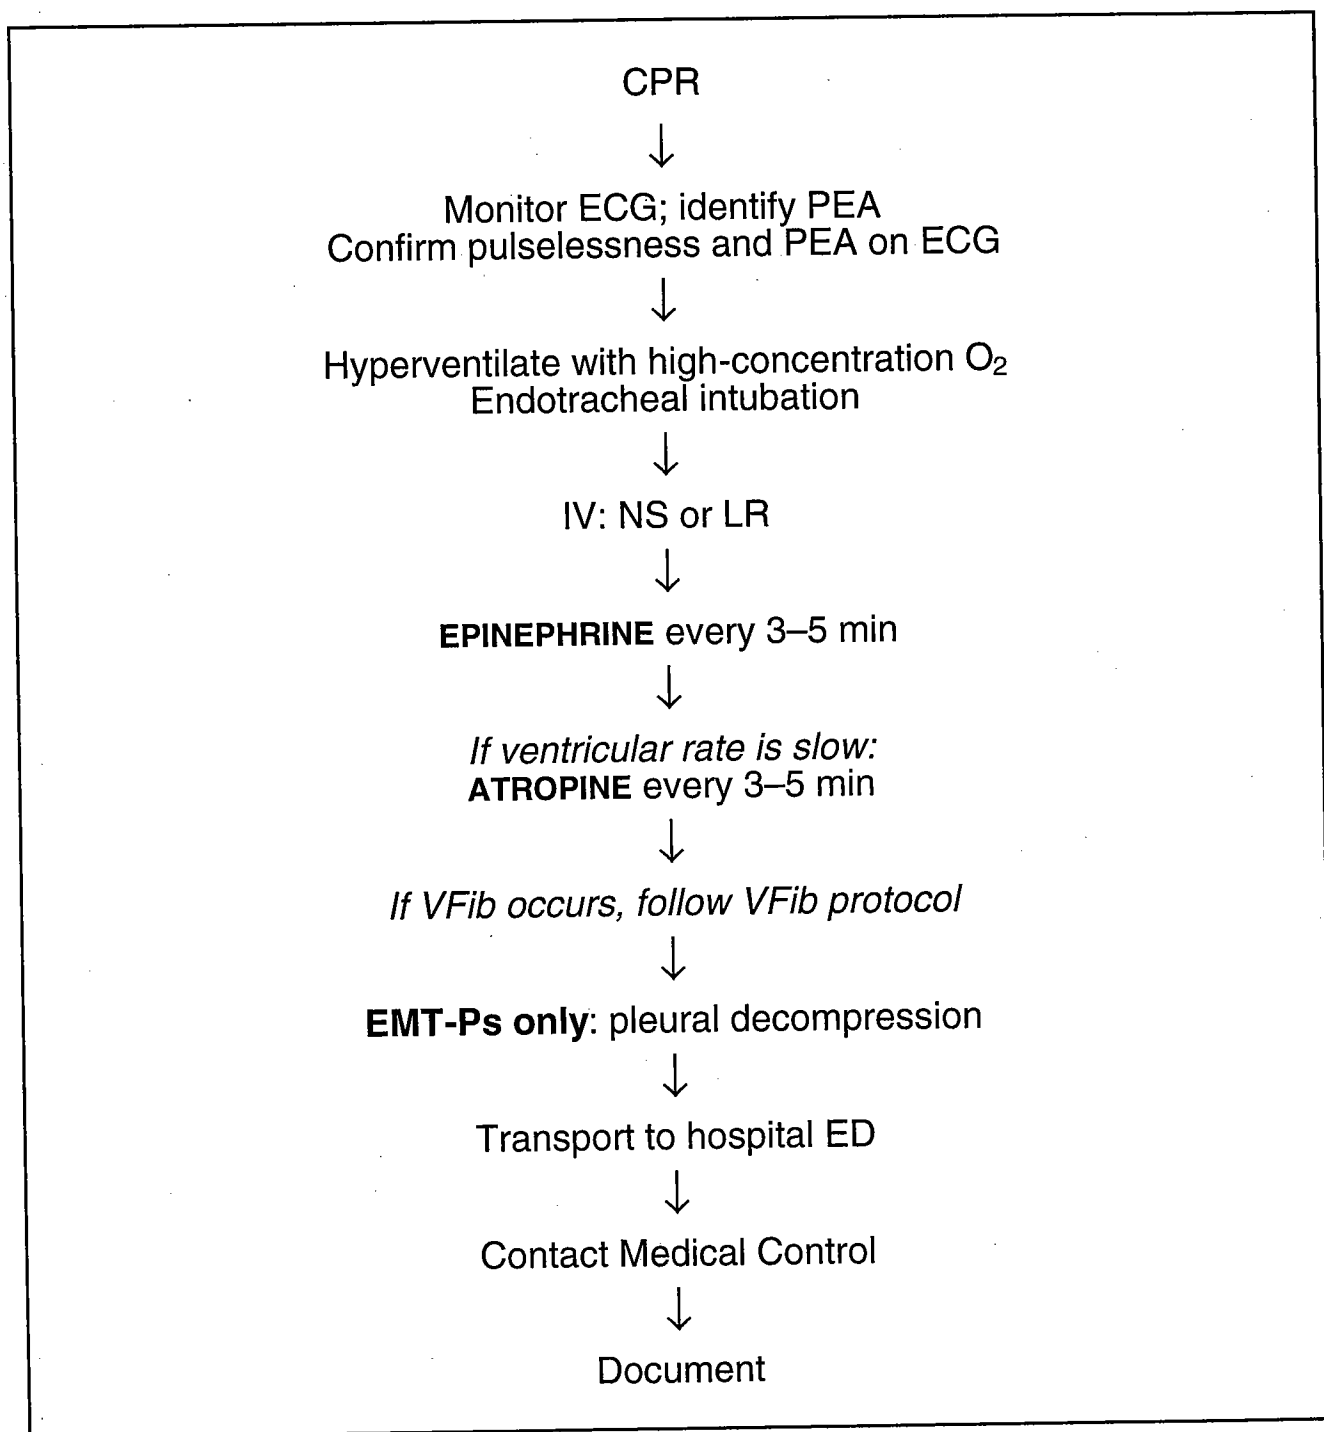 CPR
Monitor ECG; identify PEA
Confirm pulselessness and PEA on ECG
Hyperventilate with high-concentration O₂
Endotracheal intubation
IV: NS or LR
EPINEPHRINE every 3–5 min
If ventricular rate is slow:
ATROPINE every 3–5 min
If VFib occurs, follow VFib protocol
EMT-Ps only: pleural decompression
Transport to hospital ED
Contact Medical Control
Document